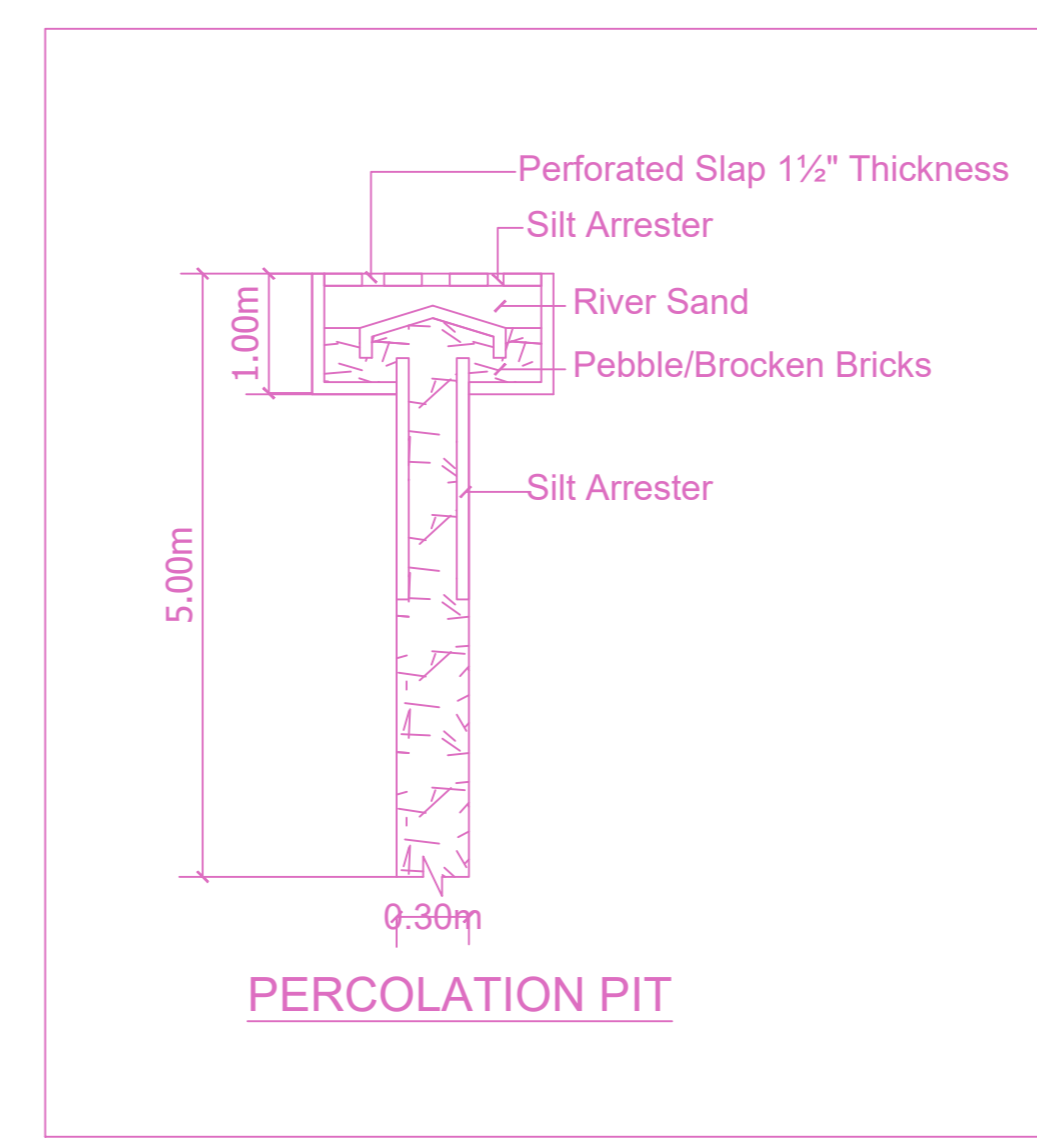 Perforated Slap 1½" Thickness
Silt Arrester
River Sand
1.00m
Pebble/Brocken Bricks
Silt Arrester
5.00m
0.30m
PERCOLATION PIT